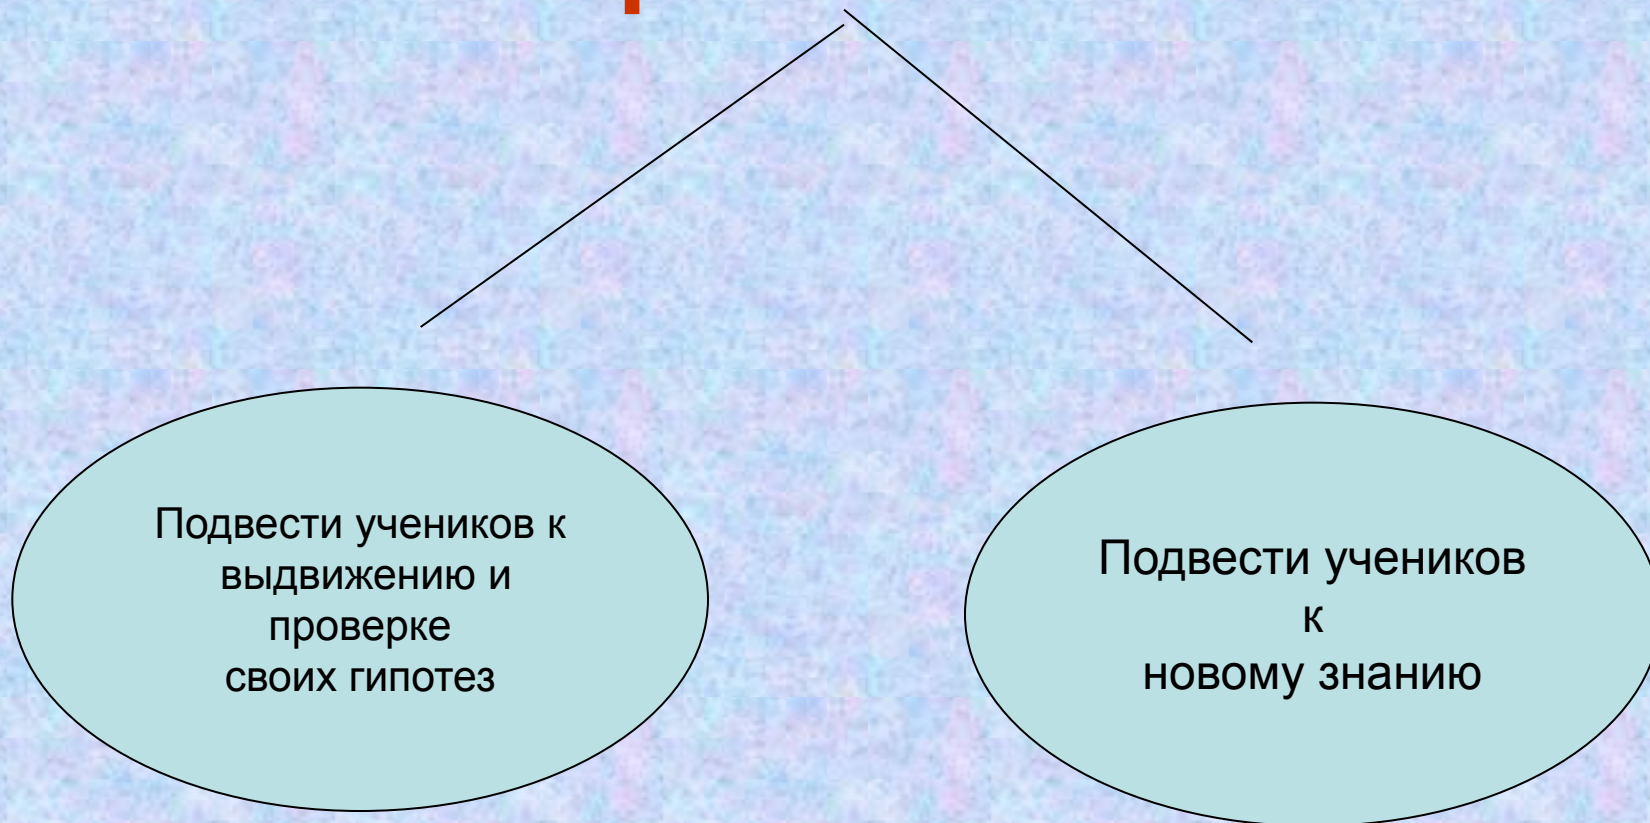 Подвести учеников к
выдвижению и
проверке
своих гипотез
Подвести учеников
к
новому знанию